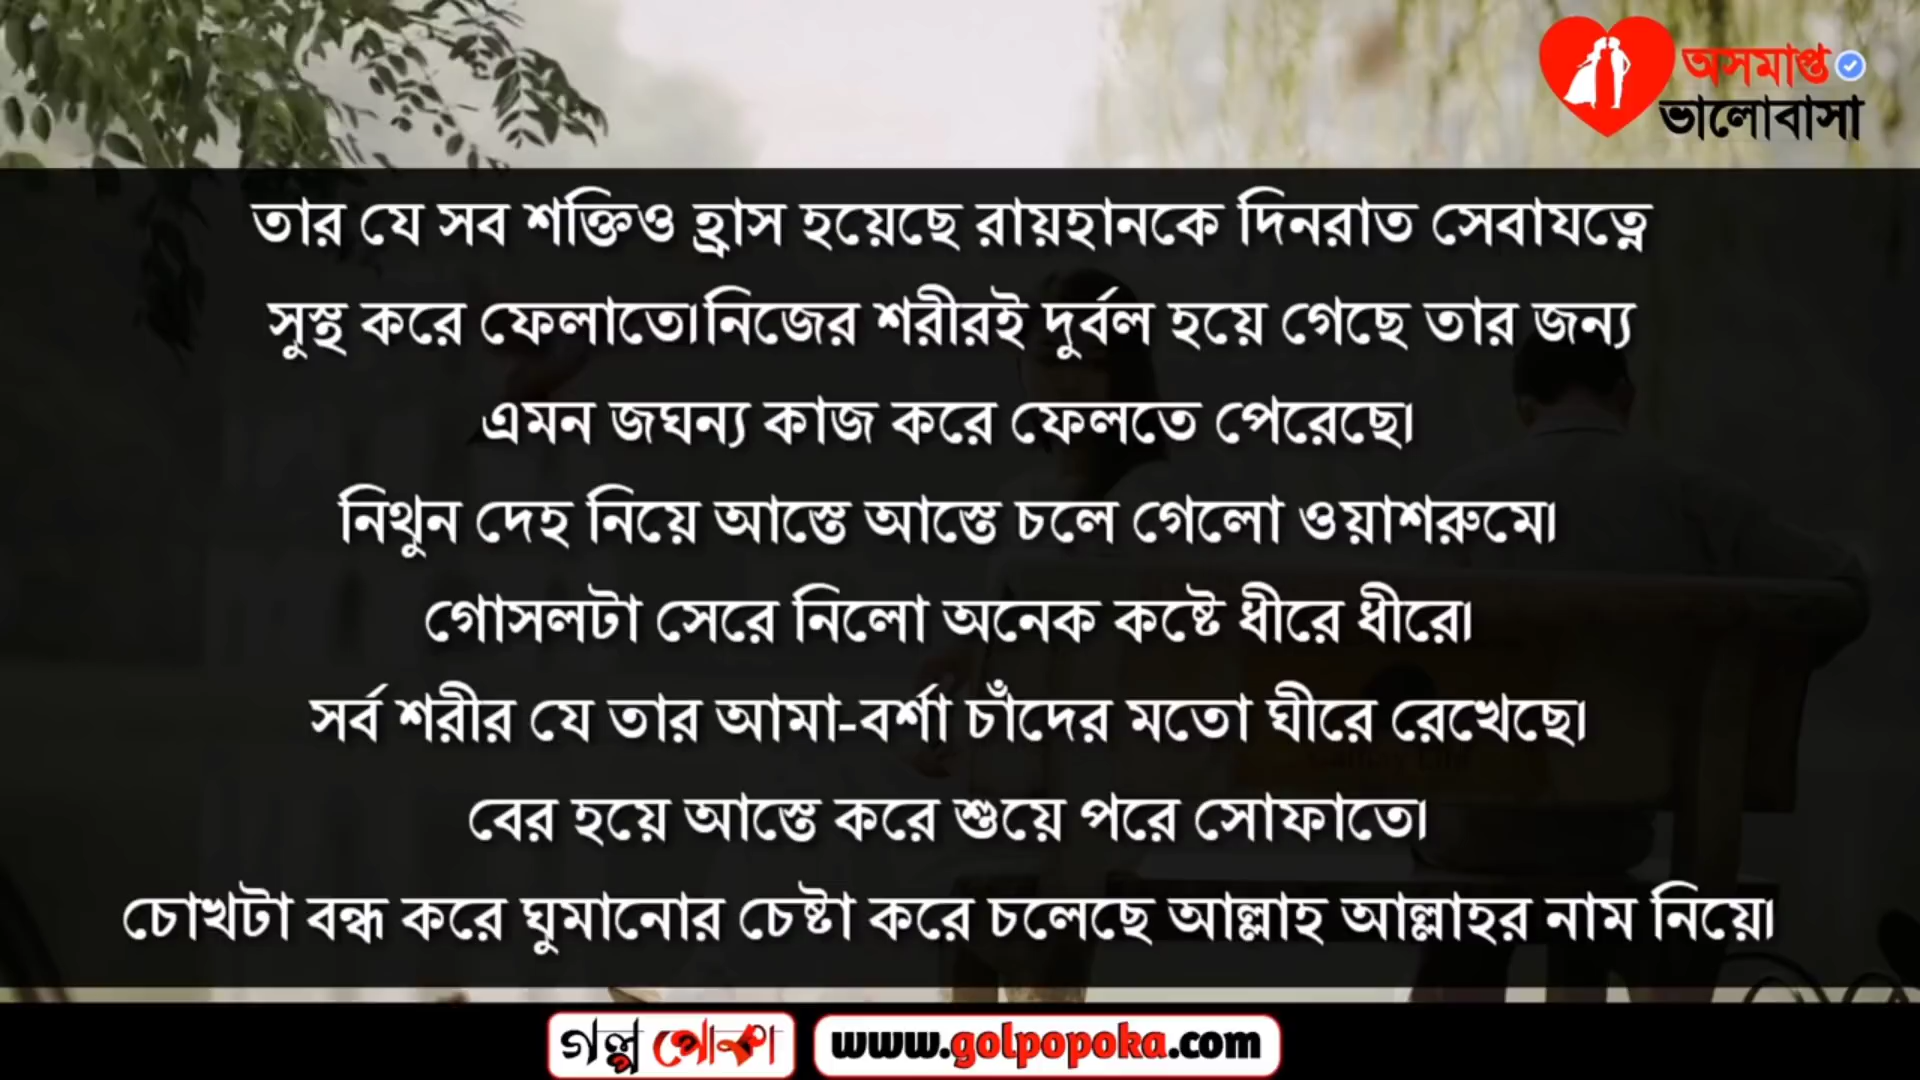 অসমাপ্ত
ভালোবাসা
তার যে সব শক্তিও হ্রাস হয়েছে রায়হানকে দিনরাত সেবাযত্নে
সুস্থ করে ফেলাতে।নিজের শরীরই দুর্বল হয়ে গেছে তার জন্য
এমন জঘন্য কাজ করে ফেলতে পেরেছে।
নিথুন দেহ নিয়ে আস্তে আস্তে চলে গেলো ওয়াশরুমে।
গোসলটা সেরে নিলো অনেক কষ্টে ধীরে ধীরে।
সর্ব শরীর যে তার আমা-বর্শা চাঁদের মতো ঘীরে রেখেছে।
বের হয়ে আস্তে করে শুয়ে পরে সোফাতে।
চোখটা বন্ধ করে ঘুমানোর চেষ্টা করে চলেছে আল্লাহ আল্লাহর নাম নিয়ে।
গল্প পোকা www.golpopoka.com